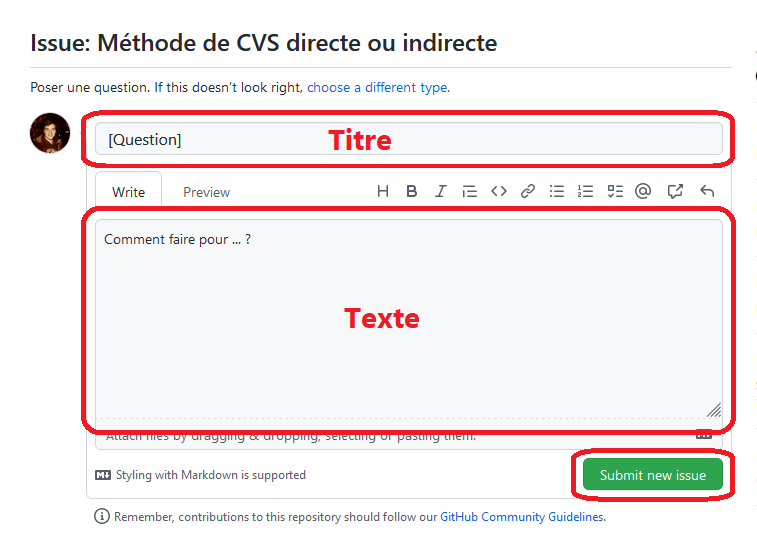 Issue: Méthode de CVS directe ou indirecte
Poser une question. If this doesn't look right, choose a different type.
[Question] Titre
Write Preview
Comment faire pour ... ?
Texte
Attach files by dragging & dropping, selecting or pasting them.
Styling with Markdown is supported
Submit new issue
Remember, contributions to this repository should follow our GitHub Community Guidelines.